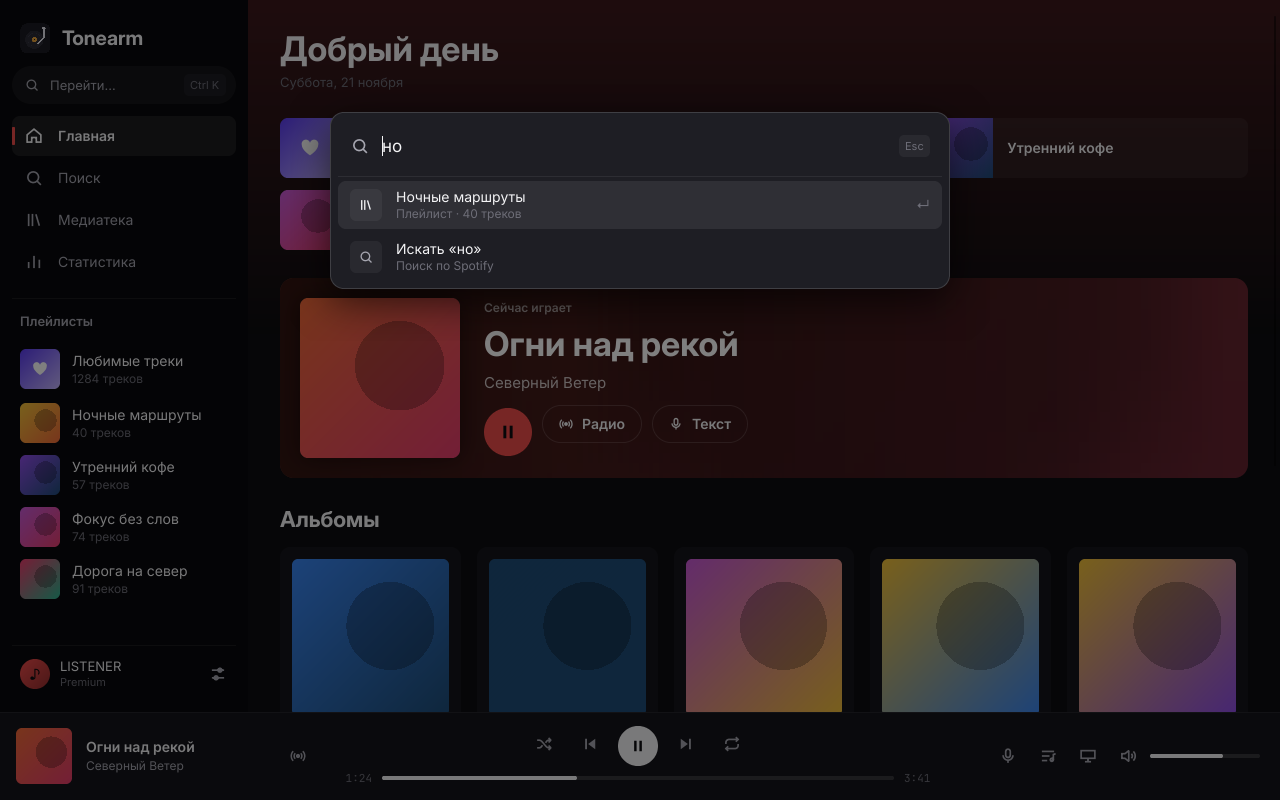 Tonearm
Перейти...
Ctrl K
Главная
Поиск
Медиатека
Статистика
Плейлисты
Любимые треки
1284 треков
Ночные маршруты
40 треков
Утренний кофе
57 треков
Фокус без слов
74 треков
Дорога на север
91 треков
LISTENER
Premium
Добрый день
Суббота, 21 ноября
Утренний кофе
но
Esc
Ночные маршруты
Плейлист · 40 треков
Искать «но»
Поиск по Spotify
Сейчас играет
Огни над рекой
Северный Ветер
Радио
Текст
Альбомы
Огни над рекой
Северный Ветер
1:24
3:41